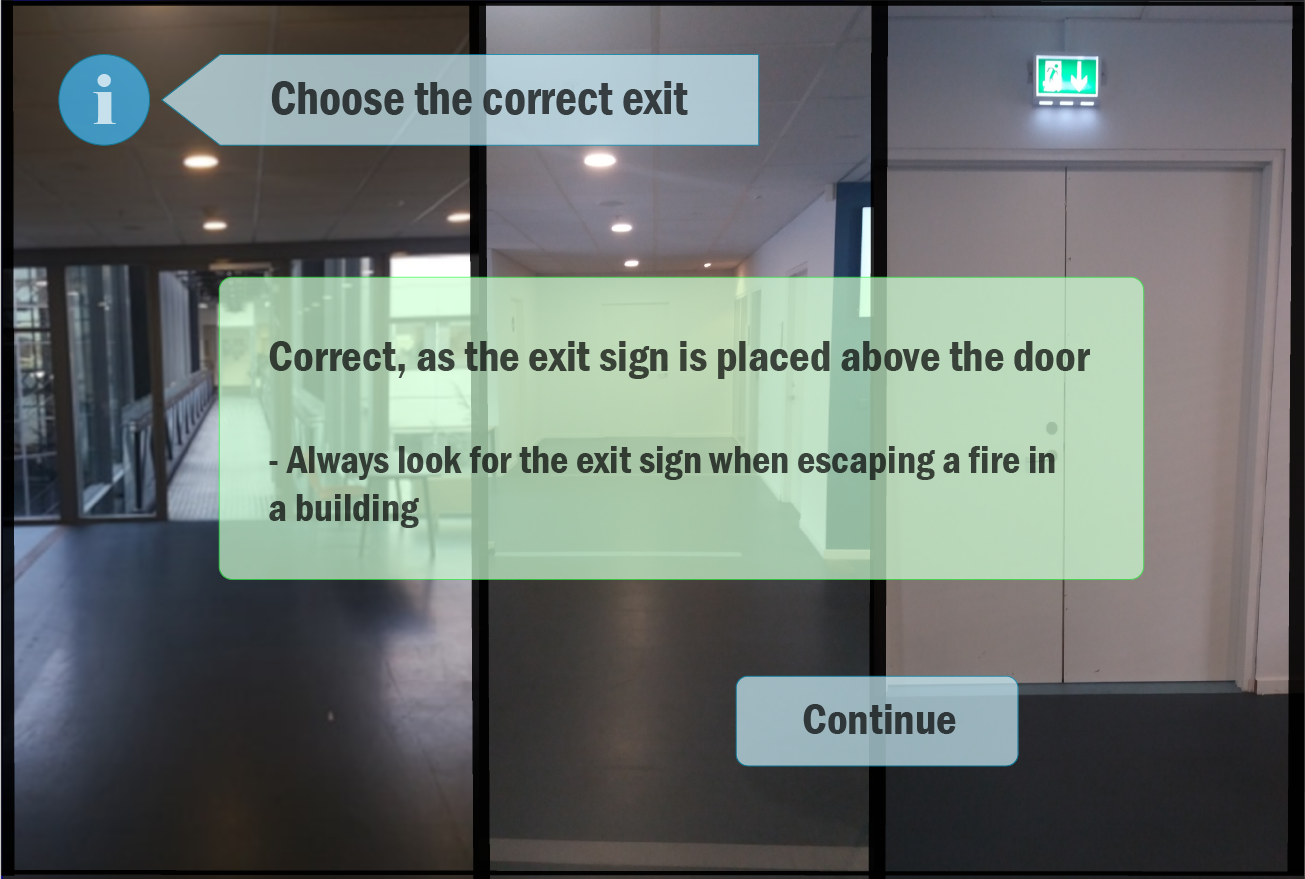 i
Choose the correct exit
Correct, as the exit sign is placed above the door
- Always look for the exit sign when escaping a fire in
a building
Continue